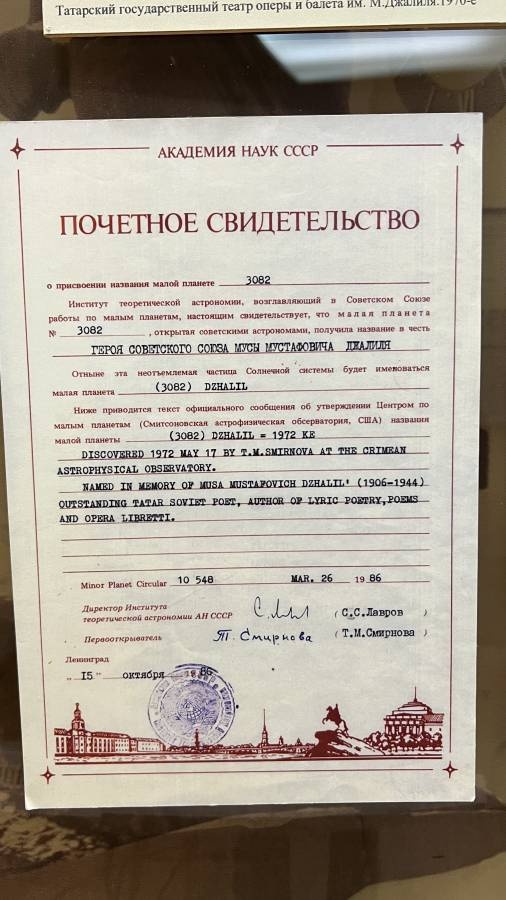 Татарский государственный театр оперы и балета им. М.Джалиля.1970-е
АКАДЕМИЯ НАУК СССР
ПОЧЕТНОЕ СВИДЕТЕЛЬСТВО
о присвоении названия малой планете 3082
Институт теоретической астрономии, возглавляющий в Советском Союзе
работы по малым планетам, настоящим свидетельствует, что малая планета
№ 3082 , открытая советскими астрономами, получила название в честь
ГЕРОЯ СОВЕТСКОГО СОЮЗА МУСЫ МУСТАФОВИЧА ДЖАЛИЛЯ
Отныне эта неотъемлемая частица Солнечной системы будет именоваться
малая планета (3082) DZHALIL
Ниже приводится текст официального сообщения об утверждении Центром по
малым планетам (Смитсоновская астрофизическая обсерватория, США) названия
малой планеты (3082) DZHALIL = 1972 KE
DISCOVERED 1972 MAY 17 BY T.M.SMIRNOVA AT THE CRIMEAN
ASTROPHYSICAL OBSERVATORY.
NAMED IN MEMORY OF MUSA MUSTAFOVICH DZHALIL' (1906-1944)
OUTSTANDING TATAR SOVIET POET, AUTHOR OF LYRIC POETRY,POEMS
AND OPERA LIBRETTI.
Minor Planet Circular 10 548 MAR. 26 1986
Директор Института
теоретической астрономии АН СССР ( С.С.Лавров )
Первооткрыватель Т. Смирнова ( Т.М.Смирнова )
Ленинград
„ 15 " октября 1986